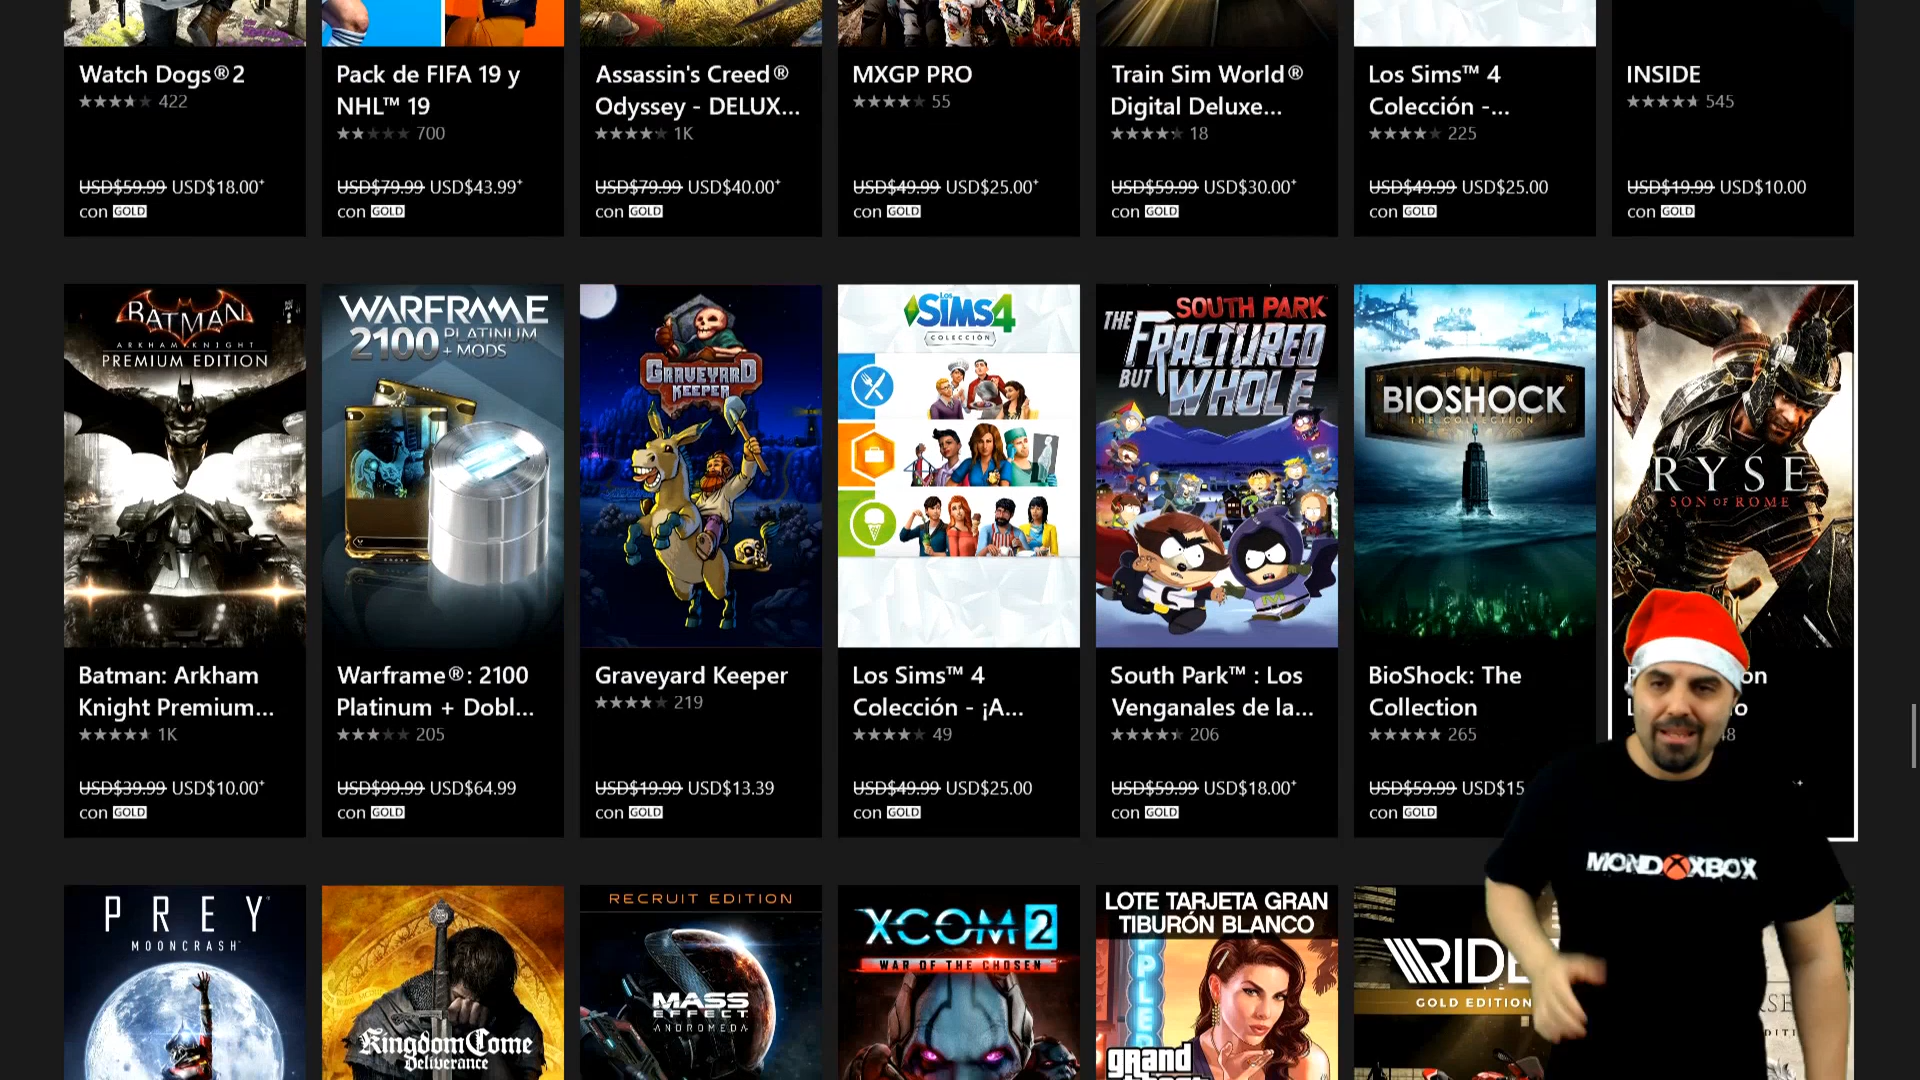 Watch Dogs®2
422
USD$59.99 USD$18.00+
con GOLD
Pack de FIFA 19 y
NHL™ 19
700
USD$79.99 USD$43.99+
con GOLD
Assassin's Creed®
Odyssey - DELUX...
1K
USD$79.99 USD$40.00+
con GOLD
MXGP PRO
55
USD$49.99 USD$25.00+
con GOLD
Train Sim World®
Digital Deluxe...
18
USD$59.99 USD$30.00+
con GOLD
Los Sims™ 4
Colección -...
225
USD$49.99 USD$25.00
con GOLD
INSIDE
545
USD$19.99 USD$10.00
con GOLD
BATMAN
ARKHAM KNIGHT
PREMIUM EDITION
Batman: Arkham
Knight Premium...
1K
USD$39.99 USD$10.00+
con GOLD
WARFRAME
2100 PLATINUM
+ MODS
Warframe®: 2100
Platinum + Dobl...
205
USD$99.99 USD$64.99
con GOLD
GRAVEYARD
KEEPER
Graveyard Keeper
219
USD$19.99 USD$13.39
con GOLD
Los SIMS 4
COLECCIÓN
Los Sims™ 4
Colección - ¡A...
49
USD$49.99 USD$25.00
con GOLD
SOUTH PARK
THE FRACTURED
BUT WHOLE
South Park™ : Los
Venganales de la...
206
USD$59.99 USD$18.00+
con GOLD
BIOSHOCK
THE COLLECTION
BioShock: The
Collection
265
USD$59.99 USD$15
con GOLD
RYSE
SON OF ROME
MONDOXBOX
PREY
MOONCRASH
Kingdom Come
Deliverance
RECRUIT EDITION
MASS
EFFECT
ANDROMEDA
XCOM 2
WAR OF THE CHOSEN
LOTE TARJETA GRAN
TIBURÓN BLANCO
grand
RIDE
GOLD EDITION